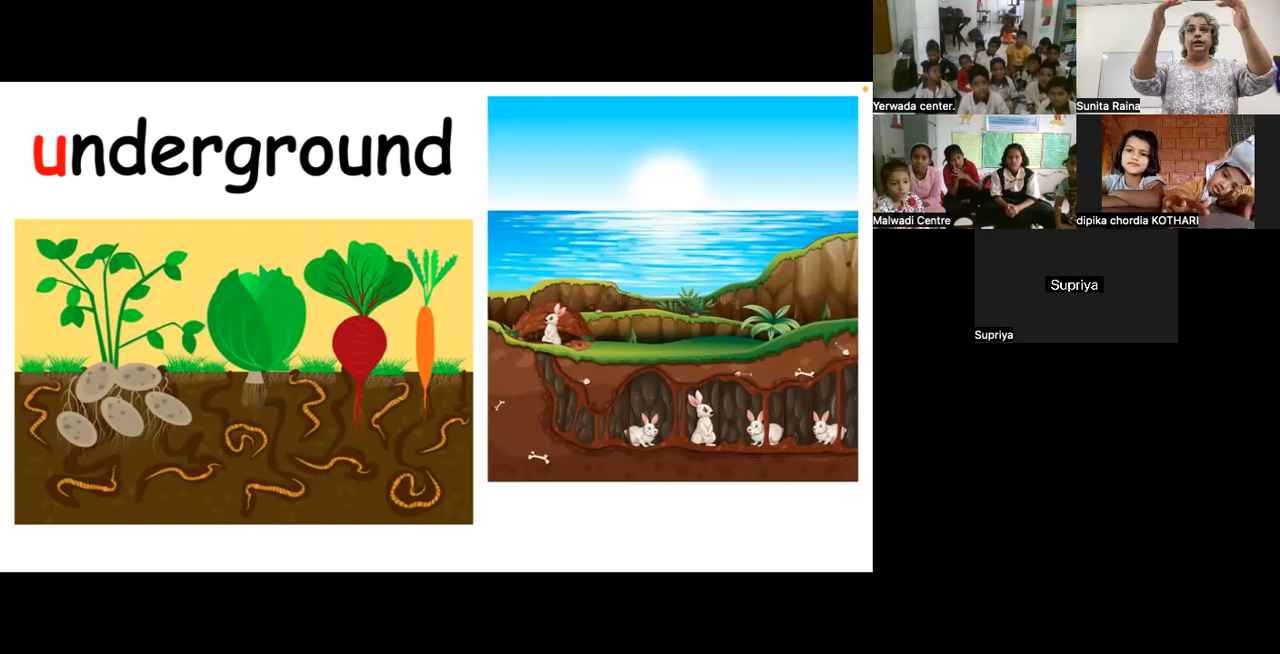 underground
Yerwada center.
Sunita Raina
Malwadi Centre
dipika chordia KOTHARI
Supriya
Supriya